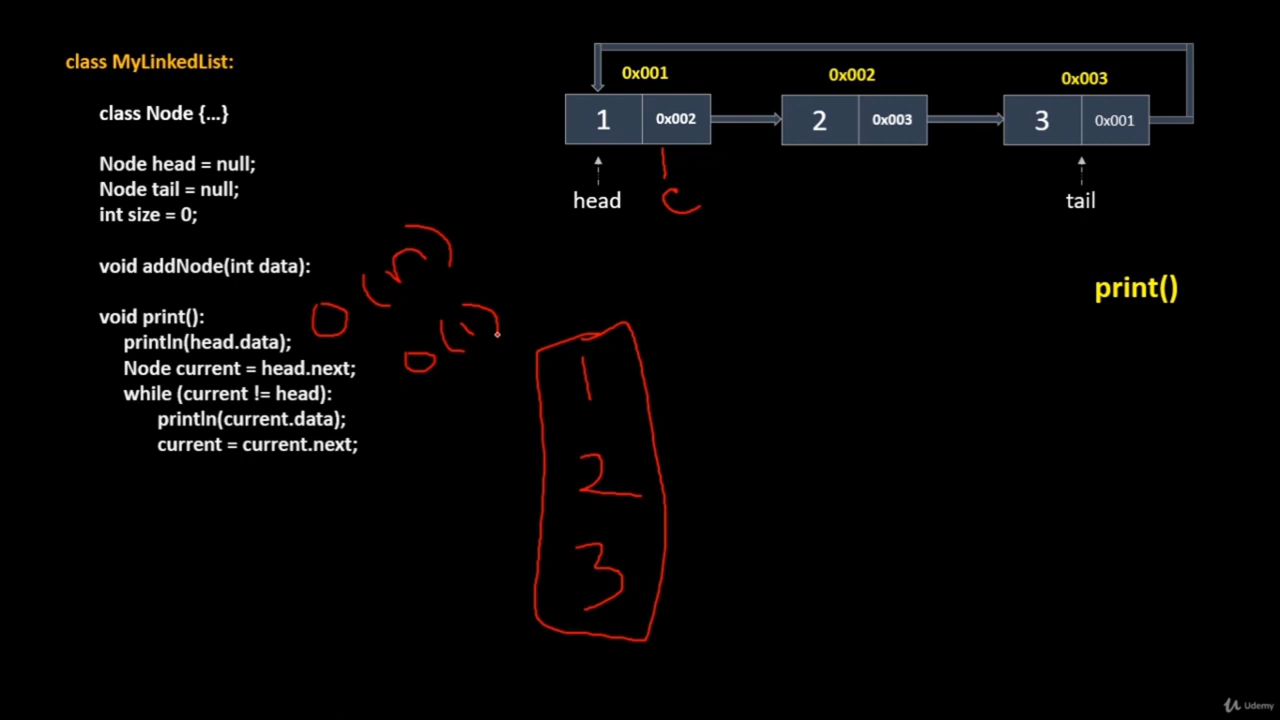 class MyLinkedList:
class Node {...}
Node head = null;
Node tail = null;
int size = 0;
void addNode(int data):
void print():
println(head.data);
Node current = head.next;
while (current != head):
println(current.data);
current = current.next;
O(n)
O(1)
0x001
0x002
0x003
1 0x002
2 0x003
3 0x001
head
c
tail
print()
1
2
3
Udemy